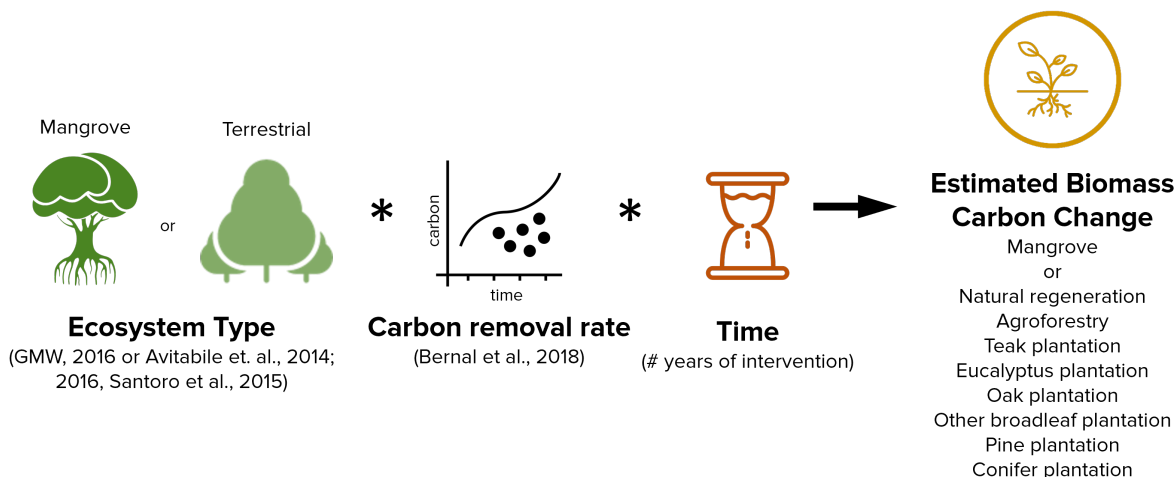 Mangrove
or
Terrestrial
Ecosystem Type
(GMW, 2016 or Avitabile et. al., 2014;
2016, Santoro et al., 2015)
*
carbon
time
Carbon removal rate
(Bernal et al., 2018)
*
Time
(# years of intervention)
Estimated Biomass
Carbon Change
Mangrove
or
Natural regeneration
Agroforestry
Teak plantation
Eucalyptus plantation
Oak plantation
Other broadleaf plantation
Pine plantation
Conifer plantation